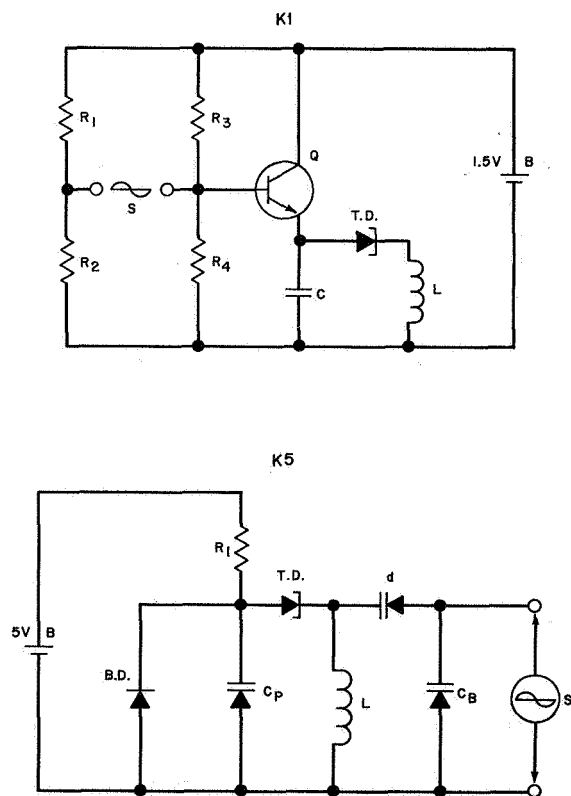 K1
R1 R3
Q
1.5V B
S
T.D.
R2 R4
C L
K5
R1
T.D. d
5V B
B.D. CP L CB S